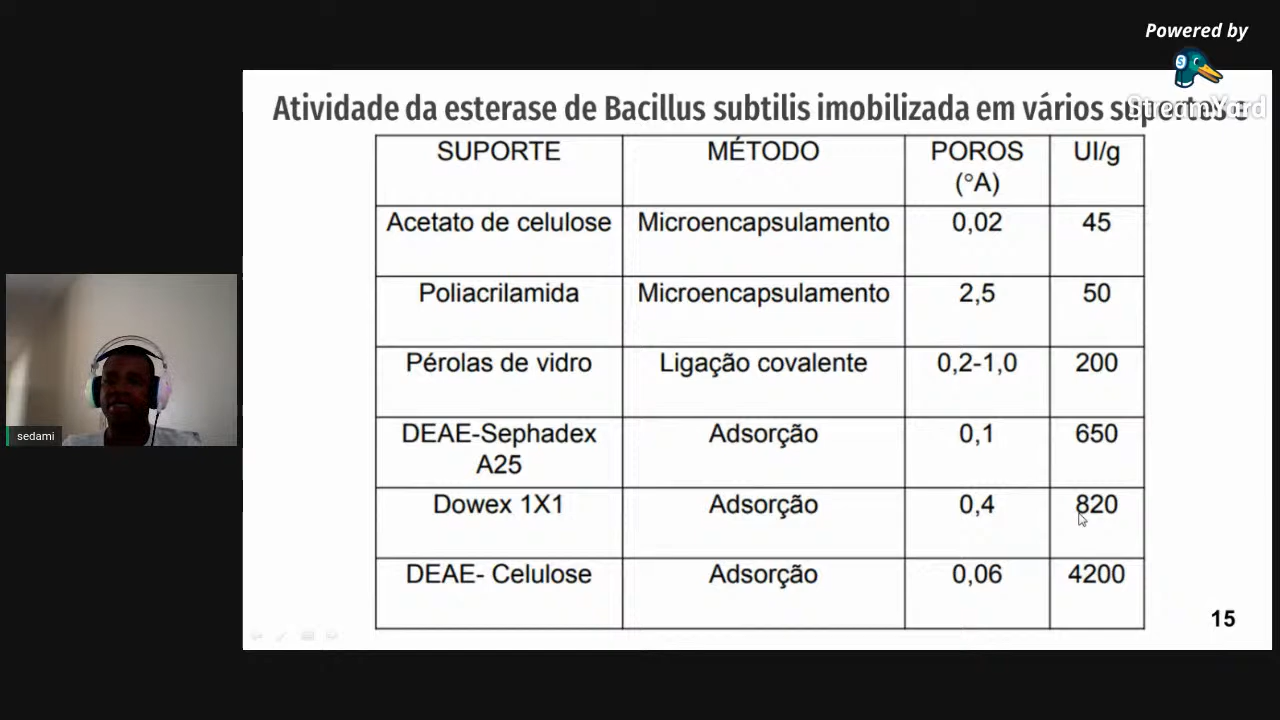 Powered by
StreamYard
Atividade da esterase de Bacillus subtilis imobilizada em vários suportes e
SUPORTE MÉTODO POROS (°A) UI/g
Acetato de celulose Microencapsulamento 0,02 45
Poliacrilamida Microencapsulamento 2,5 50
Pérolas de vidro Ligação covalente 0,2-1,0 200
DEAE-Sephadex A25 Adsorção 0,1 650
Dowex 1X1 Adsorção 0,4 820
DEAE- Celulose Adsorção 0,06 4200
15
sedami